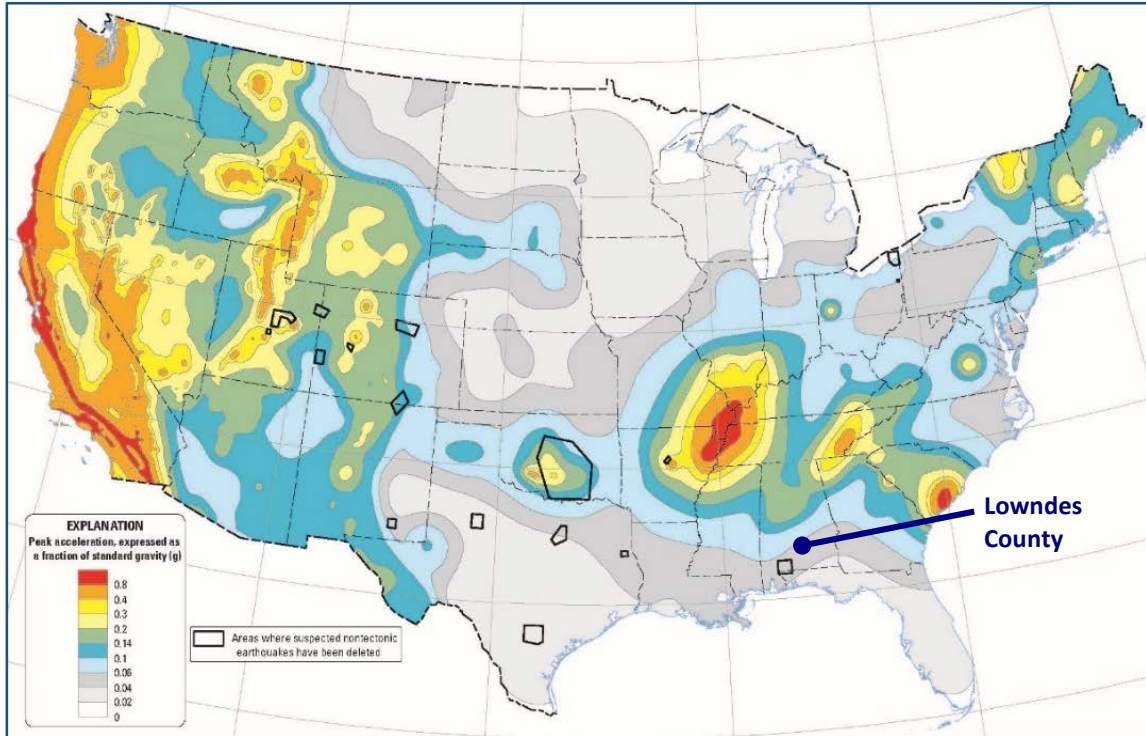 Lowndes
County
EXPLANATION
Peak acceleration, expressed as
a fraction of standard gravity (g)
0.8
0.4
0.3
0.2
0.14
0.1
0.06
0.04
0.02
0
Areas where suspected nontectonic
earthquakes have been deleted